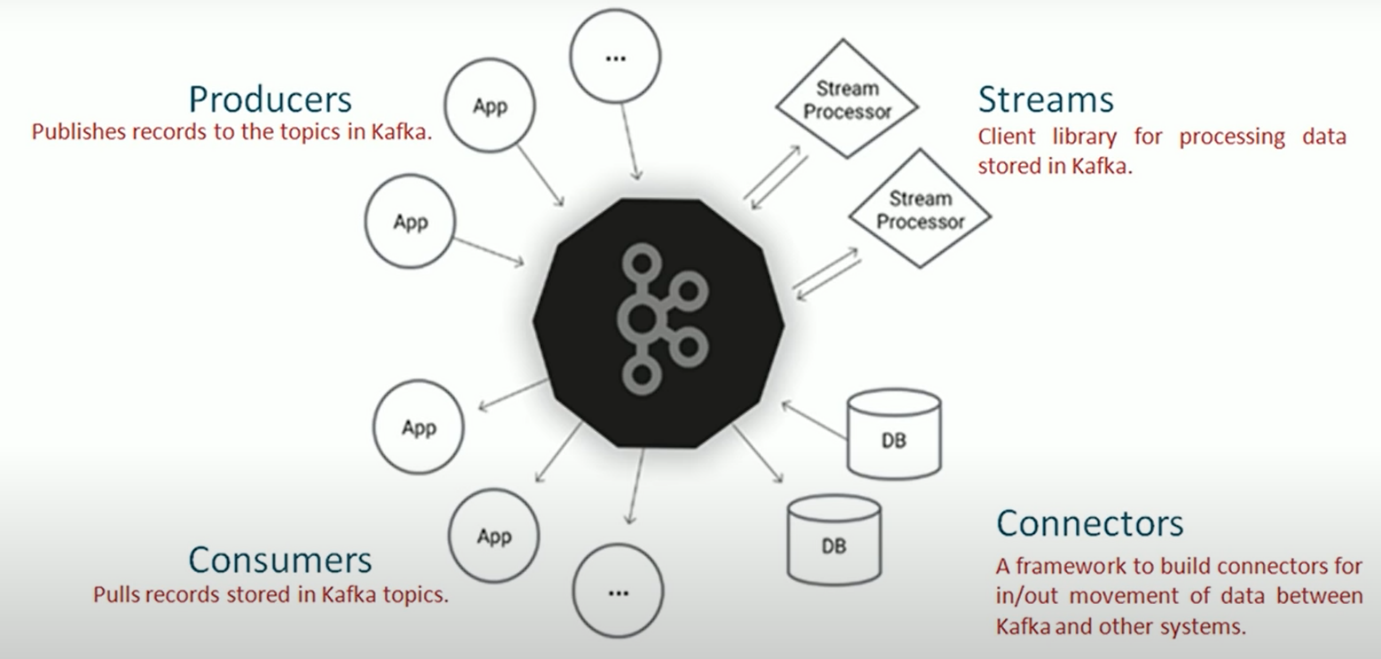 Producers
Publishes records to the topics in Kafka.
App
...
App
Stream
Processor
Stream
Processor
Streams
Client library for processing data
stored in Kafka.
App
App
...
Consumers
Pulls records stored in Kafka topics.
DB
DB
Connectors
A framework to build connectors for
in/out movement of data between
Kafka and other systems.